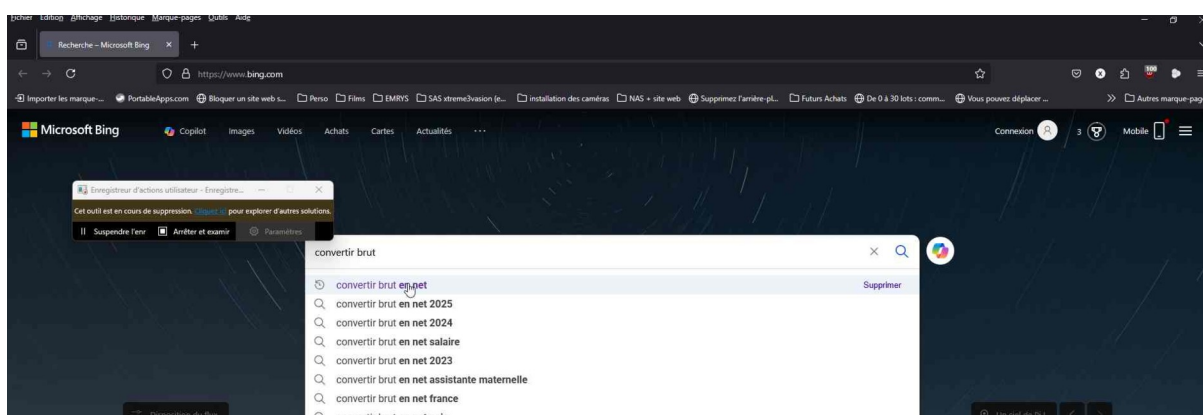 Fichier Edition Affichage Historique Marque-pages Outils Aide
Recherche – Microsoft Bing
https://www.bing.com
100
Importer les marque-... PortableApps.com Bloquer un site web s... Perso Films EMRYS SAS xtreme3vasion (e... installation des caméras NAS + site web Supprimez l'arrière-pl... Futurs Achats De 0 à 30 lots : comm... Vous pouvez déplacer ... Autres marque-pag
Microsoft Bing Copilot Images Vidéos Achats Cartes Actualités ... Connexion 3 Mobile
Enregistreur d'actions utilisateur - Enregistre...
Cet outil est en cours de suppression. Cliquez ici pour explorer d'autres solutions.
Suspendre l'enr Arrêter et examir Paramètres
convertir brut
convertir brut en net Supprimer
convertir brut en net 2025
convertir brut en net 2024
convertir brut en net salaire
convertir brut en net 2023
convertir brut en net assistante maternelle
convertir brut en net france
Disposition du flux